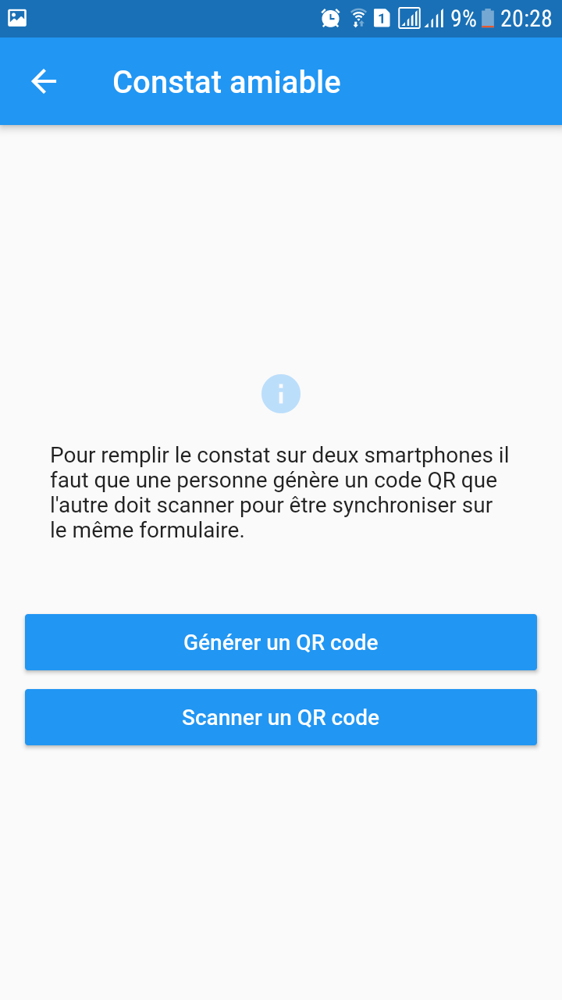 1 9% 20:28
Constat amiable
Pour remplir le constat sur deux smartphones il
faut que une personne génère un code QR que
l'autre doit scanner pour être synchroniser sur
le même formulaire.
Générer un QR code
Scanner un QR code